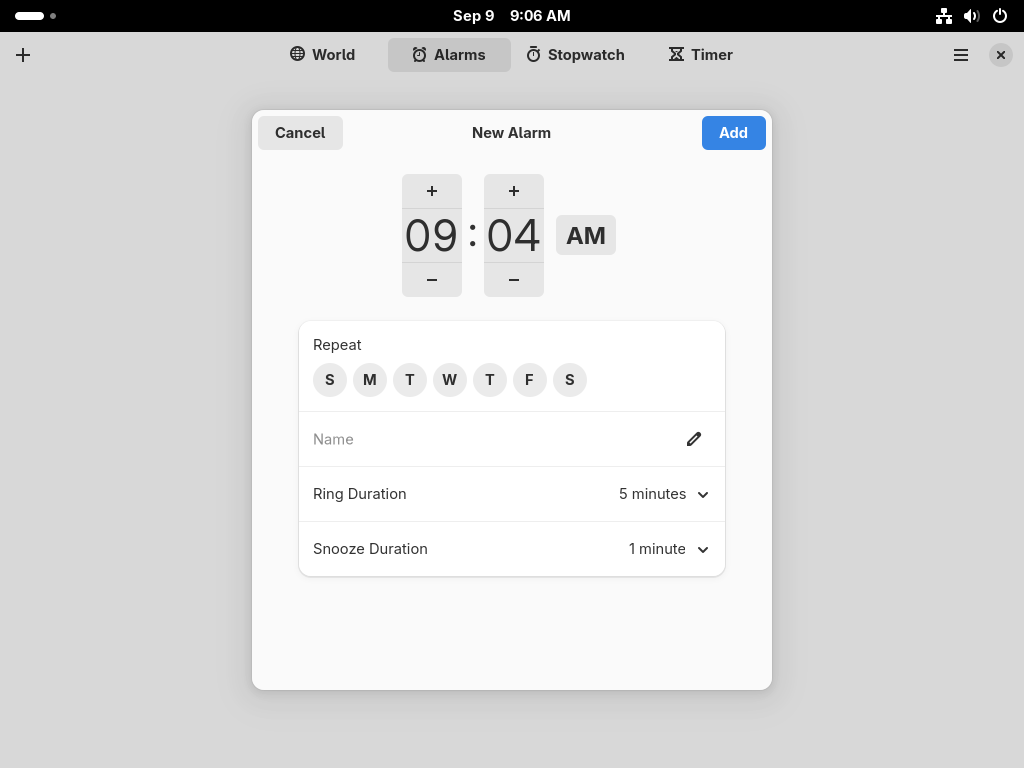 Sep 9 9:06 AM
World Alarms Stopwatch Timer
Cancel New Alarm Add
09 : 04 AM
Repeat
S M T W T F S
Name
Ring Duration 5 minutes
Snooze Duration 1 minute